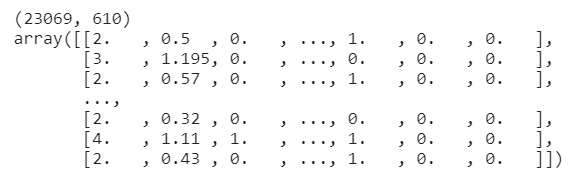 (23069, 610)
array([[2.   , 0.5  , 0.   , ..., 1.   , 0.   , 0.   ],
       [3.   , 1.195, 0.   , ..., 0.   , 0.   , 0.   ],
       [2.   , 0.57 , 0.   , ..., 1.   , 0.   , 0.   ],
       ...,
       [2.   , 0.32 , 0.   , ..., 0.   , 0.   , 0.   ],
       [4.   , 1.11 , 1.   , ..., 1.   , 0.   , 0.   ],
       [2.   , 0.43 , 0.   , ..., 1.   , 0.   , 0.   ]])